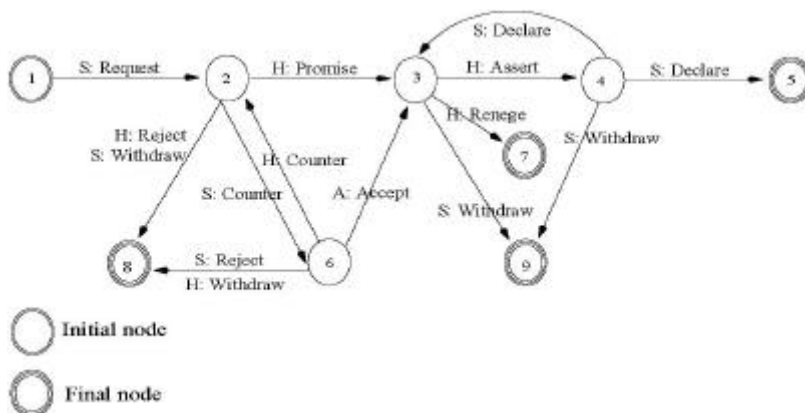 S: Declare
1
S: Request
2
H: Promise
3
H: Assert
4
S: Declare
5
H: Renege
H: Reject
S: Withdraw
H: Counter
7
S: Withdraw
S: Counter
A: Accept
S: Withdraw
8
S: Reject
H: Withdraw
6
9
Initial node
Final node